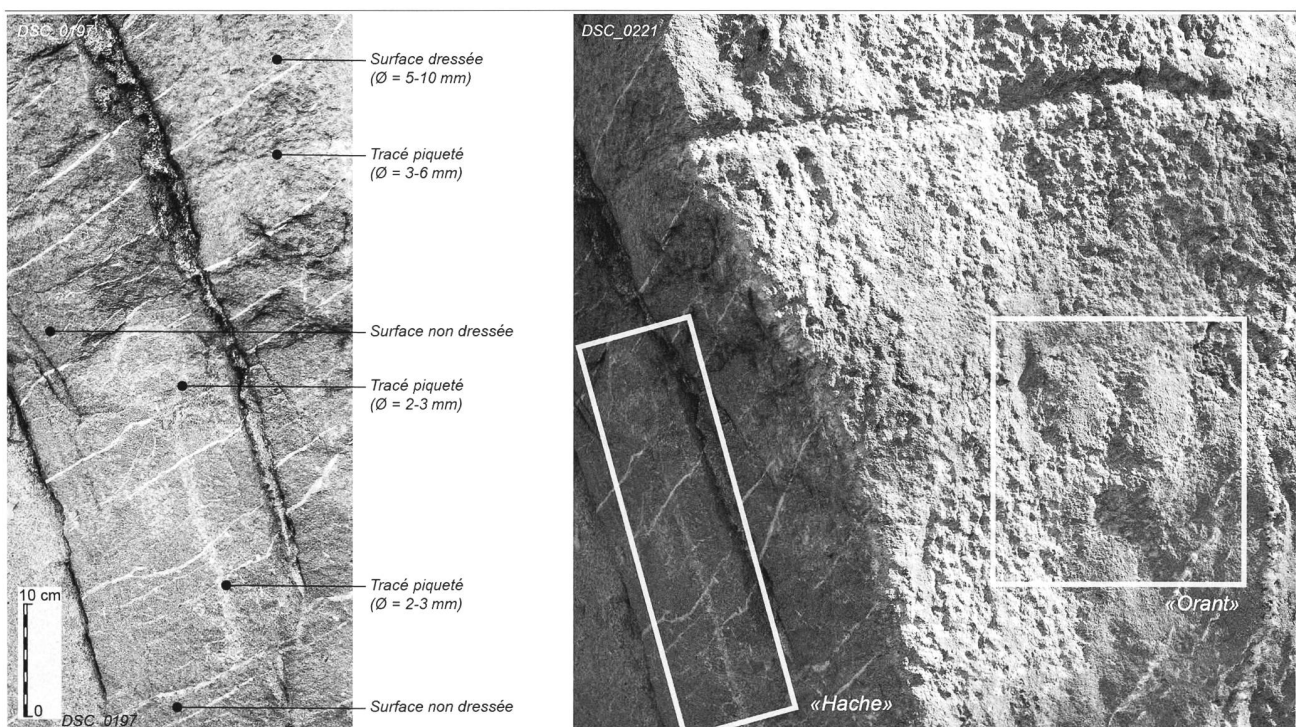 DSC_0197
Surface dressée
(Ø = 5-10 mm)
Tracé piqueté
(Ø = 3-6 mm)
Surface non dressée
Tracé piqueté
(Ø = 2-3 mm)
Tracé piqueté
(Ø = 2-3 mm)
Surface non dressée
10 cm
0
DSC_0197
DSC_0221
«Orant»
«Hache»